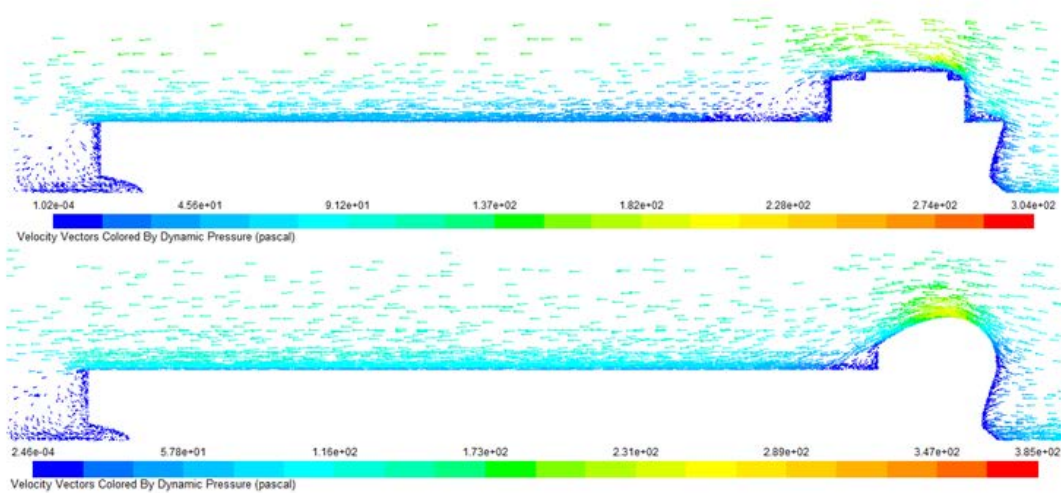 1.02e-04 4.56e+01 9.12e+01 1.37e+02 1.82e+02 2.28e+02 2.74e+02 3.04e+02
Velocity Vectors Colored By Dynamic Pressure (pascal)
2.46e-04 5.78e+01 1.16e+02 1.73e+02 2.31e+02 2.89e+02 3.47e+02 3.85e+02
Velocity Vectors Colored By Dynamic Pressure (pascal)